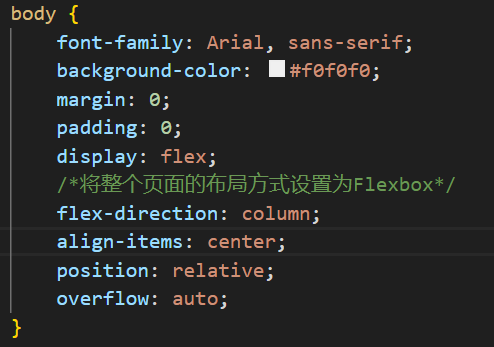 body {
font-family: Arial, sans-serif;
background-color: #f0f0f0;
margin: 0;
padding: 0;
display: flex;
/*将整个页面的布局方式设置为Flexbox*/
flex-direction: column;
align-items: center;
position: relative;
overflow: auto;
}